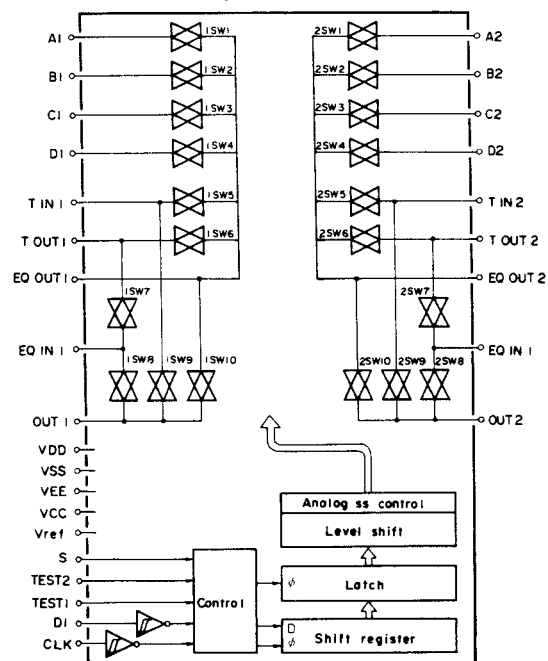 A1 1SW1 2SW1 A2
B1 1SW2 2SW2 B2
C1 1SW3 2SW3 C2
D1 1SW4 2SW4 D2
T IN 1 1SW5 2SW5 T IN 2
T OUT 1 1SW6 2SW6 T OUT 2
EQ OUT 1 EQ OUT 2
1SW7 2SW7
EQ IN 1 EQ IN 1
1SW8 1SW9 1SW10 2SW10 2SW9 2SW8
OUT 1 OUT 2
VDD
VSS
VEE
VCC
Vref
Analog ss control
Level shift
S
TEST2
TEST1
DI
CLK
Control
ϕ Latch
D
ϕ Shift register